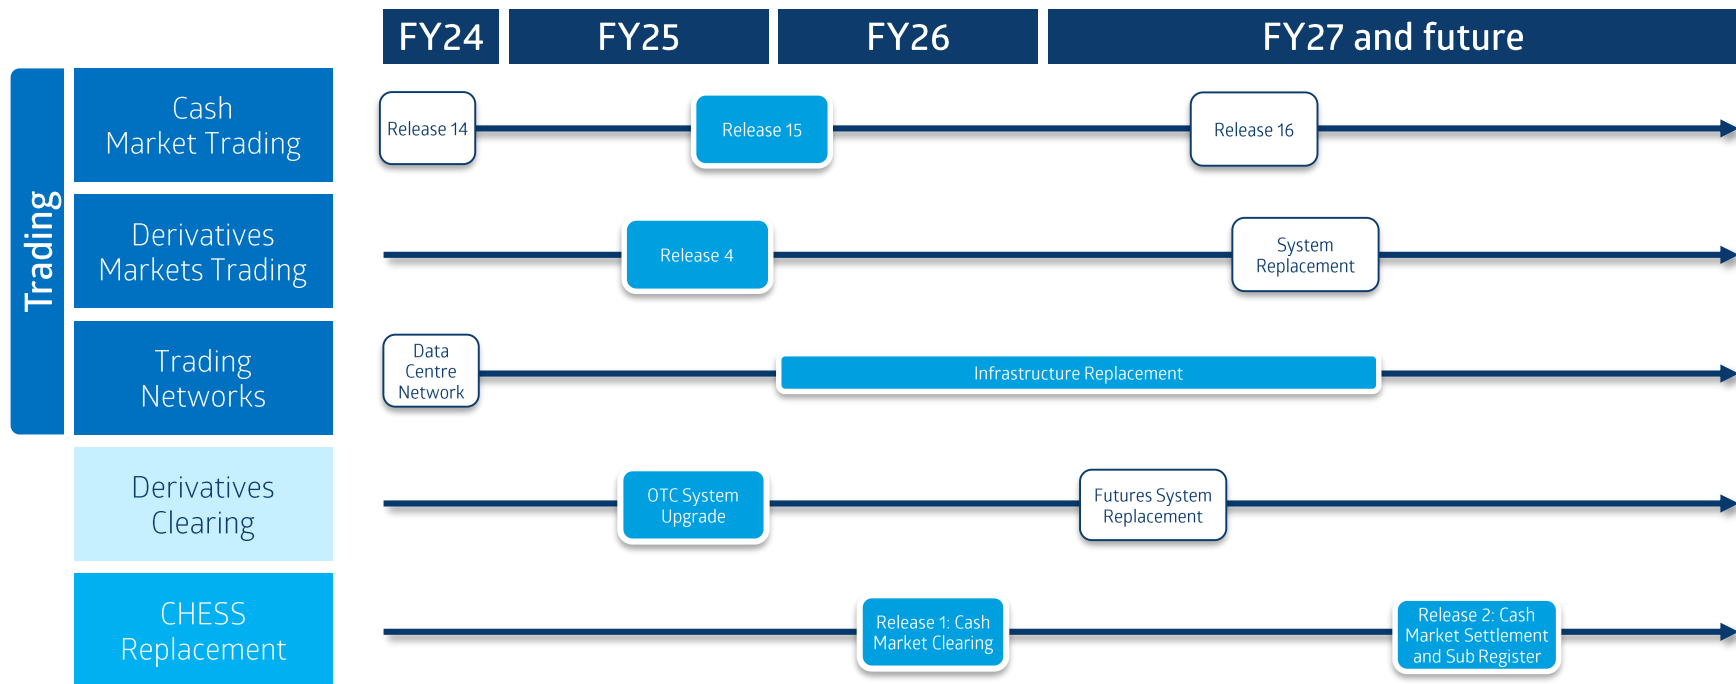 FY24
FY25
FY26
FY27 and future
Trading
Cash
Market Trading
Release 14
Release 15
Release 16
Derivatives
Markets Trading
Release 4
System
Replacement
Trading
Networks
Data
Centre
Network
Infrastructure Replacement
Derivatives
Clearing
OTC System
Upgrade
Futures System
Replacement
CHESS
Replacement
Release 1: Cash
Market Clearing
Release 2: Cash
Market Settlement
and Sub Register